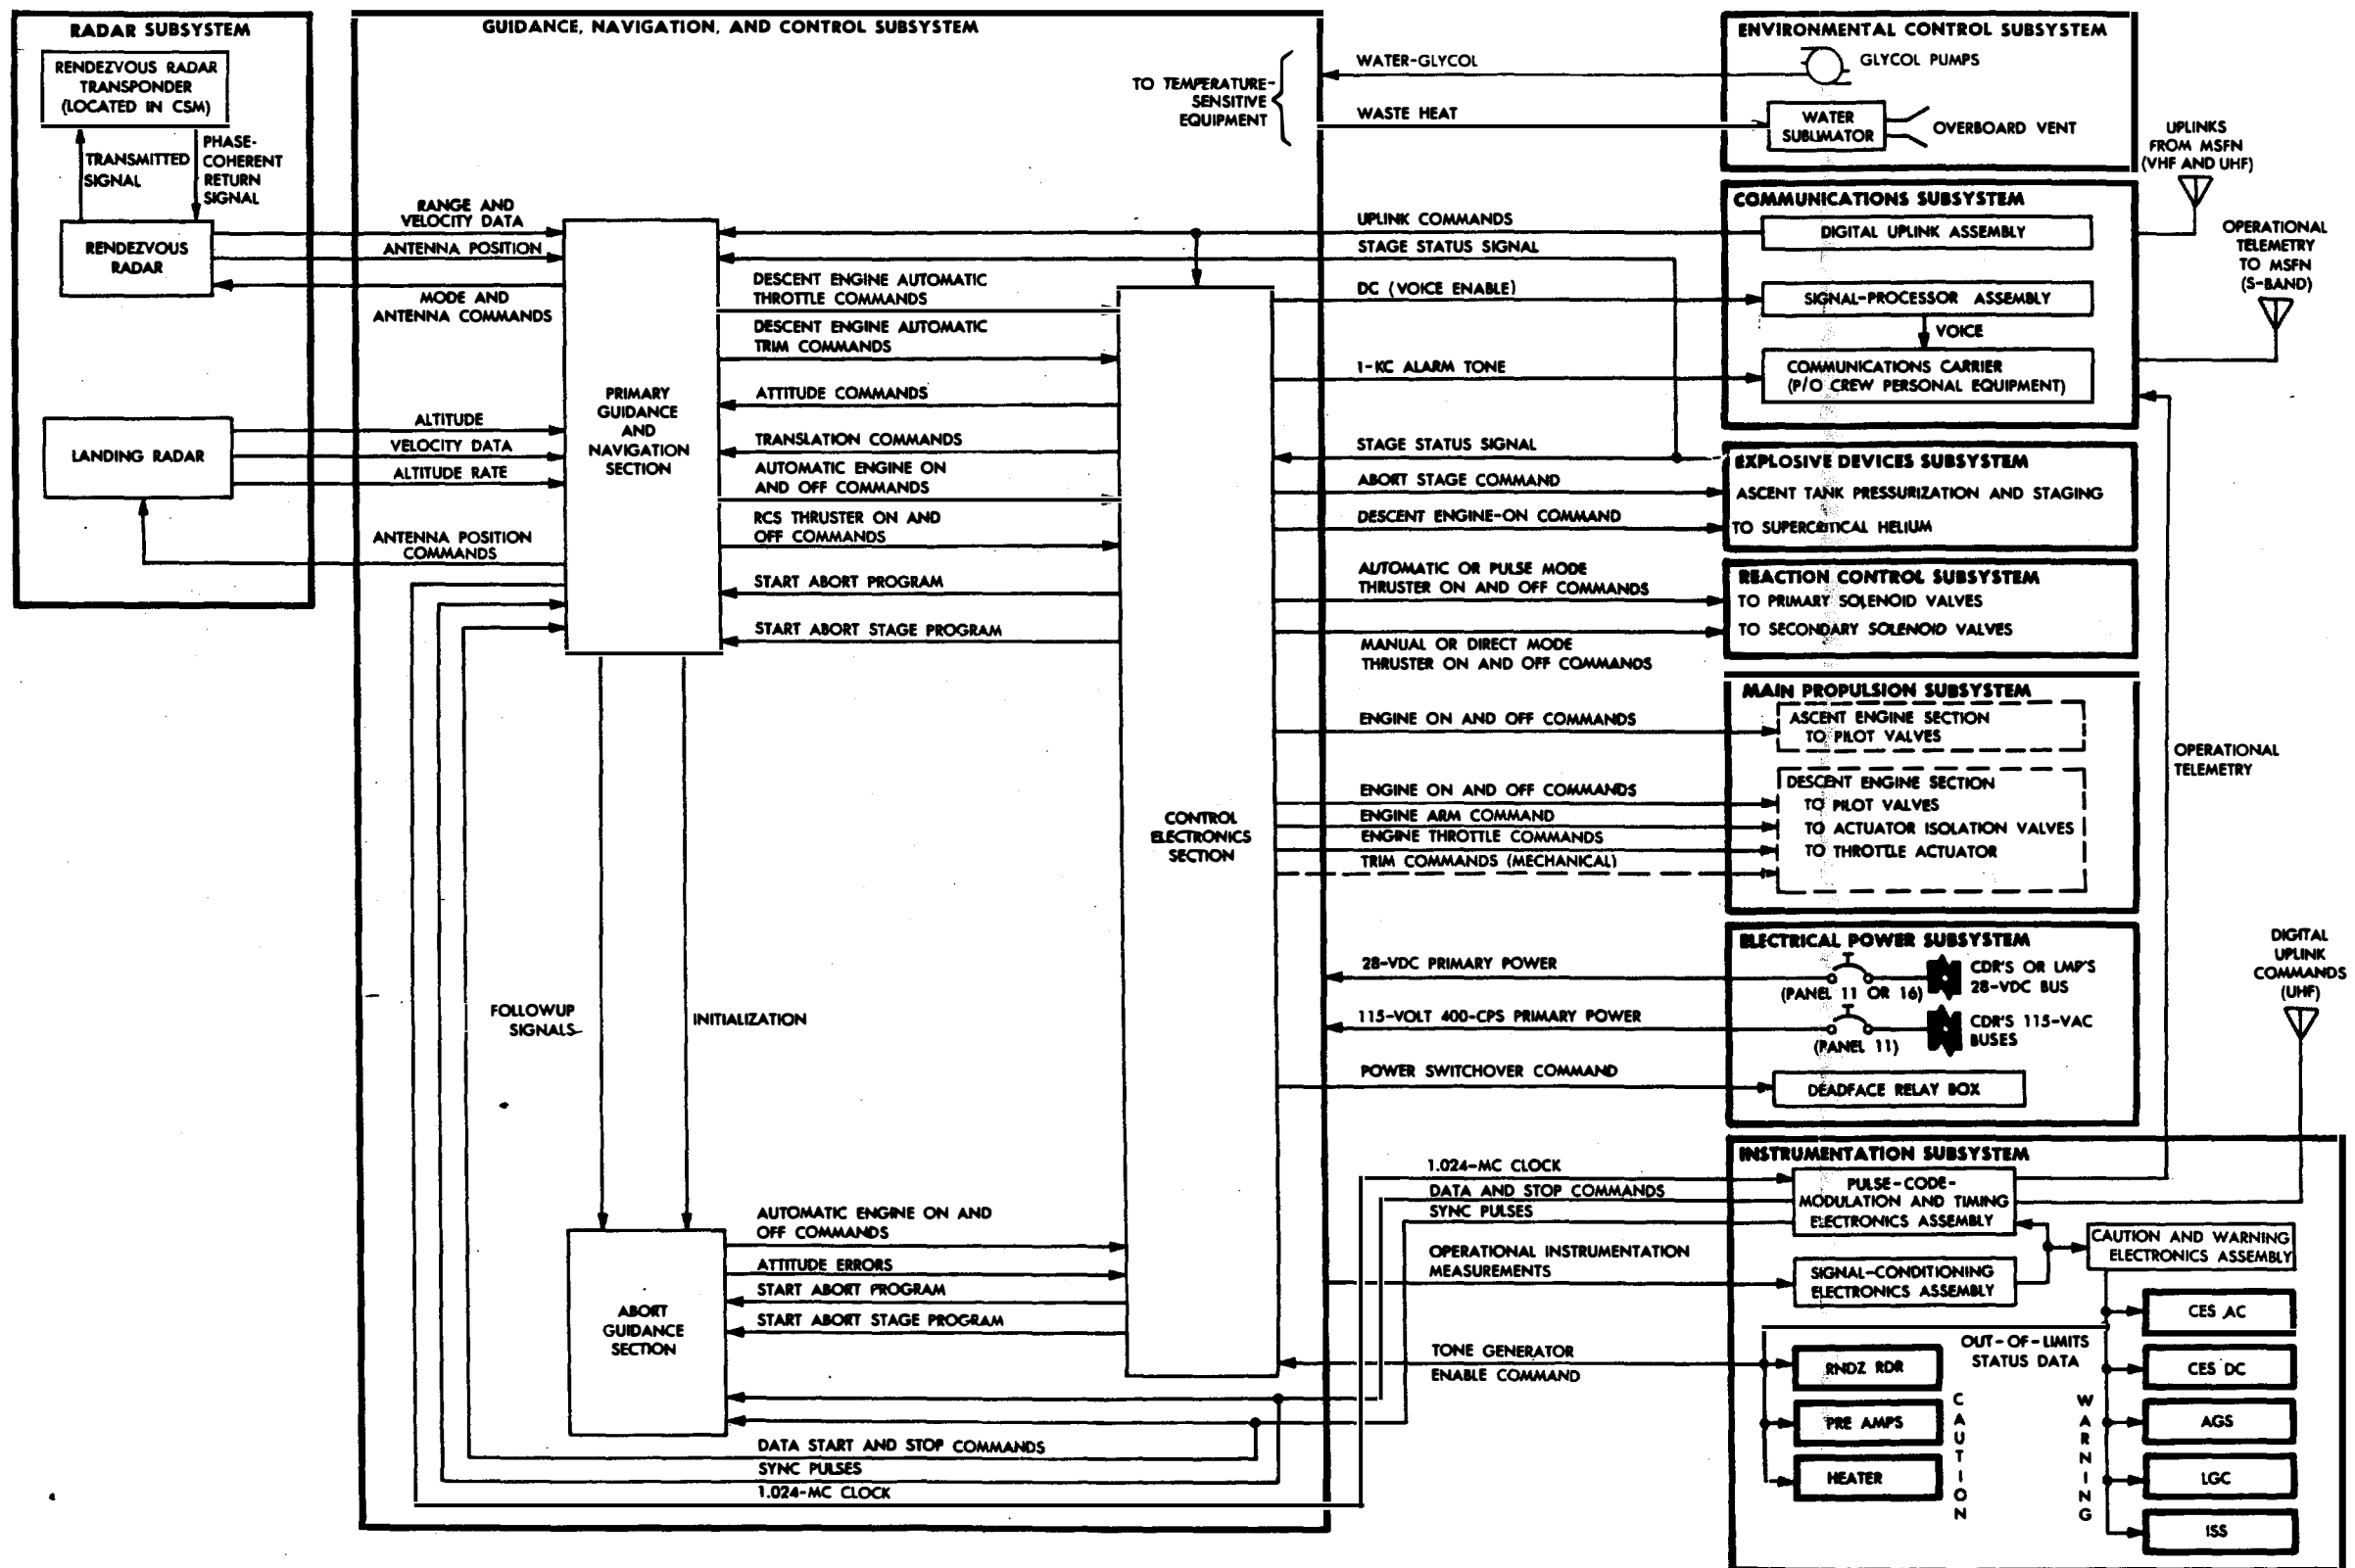 RADAR SUBSYSTEM
RENDEZVOUS RADAR
TRANSPONDER
(LOCATED IN CSM)
TRANSMITTED
SIGNAL
PHASE-
COHERENT
RETURN
SIGNAL
RENDEZVOUS
RADAR
LANDING RADAR
GUIDANCE, NAVIGATION, AND CONTROL SUBSYSTEM
TO TEMPERATURE-
SENSITIVE
EQUIPMENT
RANGE AND
VELOCITY DATA
ANTENNA POSITION
MODE AND
ANTENNA COMMANDS
ALTITUDE
VELOCITY DATA
ALTITUDE RATE
ANTENNA POSITION
COMMANDS
PRIMARY
GUIDANCE
AND
NAVIGATION
SECTION
DESCENT ENGINE AUTOMATIC
THROTTLE COMMANDS
DESCENT ENGINE AUTOMATIC
TRIM COMMANDS
ATTITUDE COMMANDS
TRANSLATION COMMANDS
AUTOMATIC ENGINE ON
AND OFF COMMANDS
RCS THRUSTER ON AND
OFF COMMANDS
START ABORT PROGRAM
START ABORT STAGE PROGRAM
FOLLOWUP
SIGNALS
INITIALIZATION
CONTROL
ELECTRONICS
SECTION
AUTOMATIC ENGINE ON AND
OFF COMMANDS
ATTITUDE ERRORS
START ABORT PROGRAM
START ABORT STAGE PROGRAM
ABORT
GUIDANCE
SECTION
DATA START AND STOP COMMANDS
SYNC PULSES
1.024-MC CLOCK
WATER-GLYCOL
WASTE HEAT
UPLINK COMMANDS
STAGE STATUS SIGNAL
DC (VOICE ENABLE)
1-KC ALARM TONE
STAGE STATUS SIGNAL
ABORT STAGE COMMAND
DESCENT ENGINE-ON COMMAND
AUTOMATIC OR PULSE MODE
THRUSTER ON AND OFF COMMANDS
MANUAL OR DIRECT MODE
THRUSTER ON AND OFF COMMANDS
ENGINE ON AND OFF COMMANDS
ENGINE ON AND OFF COMMANDS
ENGINE ARM COMMAND
ENGINE THROTTLE COMMANDS
TRIM COMMANDS (MECHANICAL)
28-VDC PRIMARY POWER
115-VOLT 400-CPS PRIMARY POWER
POWER SWITCHOVER COMMAND
1.024-MC CLOCK
DATA AND STOP COMMANDS
SYNC PULSES
OPERATIONAL INSTRUMENTATION
MEASUREMENTS
TONE GENERATOR
ENABLE COMMAND
ENVIRONMENTAL CONTROL SUBSYSTEM
GLYCOL PUMPS
WATER
SUBLIMATOR
OVERBOARD VENT
UPLINKS
FROM MSFN
(VHF AND UHF)
COMMUNICATIONS SUBSYSTEM
DIGITAL UPLINK ASSEMBLY
SIGNAL-PROCESSOR ASSEMBLY
VOICE
COMMUNICATIONS CARRIER
(P/O CREW PERSONAL EQUIPMENT)
OPERATIONAL
TELEMETRY
TO MSFN
(S-BAND)
EXPLOSIVE DEVICES SUBSYSTEM
ASCENT TANK PRESSURIZATION AND STAGING
TO SUPERCRITICAL HELIUM
REACTION CONTROL SUBSYSTEM
TO PRIMARY SOLENOID VALVES
TO SECONDARY SOLENOID VALVES
MAIN PROPULSION SUBSYSTEM
ASCENT ENGINE SECTION
TO PILOT VALVES
DESCENT ENGINE SECTION
TO PILOT VALVES
TO ACTUATOR ISOLATION VALVES
TO THROTTLE ACTUATOR
OPERATIONAL
TELEMETRY
ELECTRICAL POWER SUBSYSTEM
CDR'S OR LMP'S
28-VDC BUS
(PANEL 11 OR 16)
CDR'S 115-VAC
BUSES
(PANEL 11)
DEADFACE RELAY BOX
DIGITAL
UPLINK
COMMANDS
(UHF)
INSTRUMENTATION SUBSYSTEM
PULSE-CODE-
MODULATION AND TIMING
ELECTRONICS ASSEMBLY
CAUTION AND WARNING
ELECTRONICS ASSEMBLY
SIGNAL-CONDITIONING
ELECTRONICS ASSEMBLY
OUT-OF-LIMITS
STATUS DATA
RNDZ RDR
PRE AMPS
HEATER
CAUTION
WARNING
CES AC
CES DC
AGS
LGC
ISS